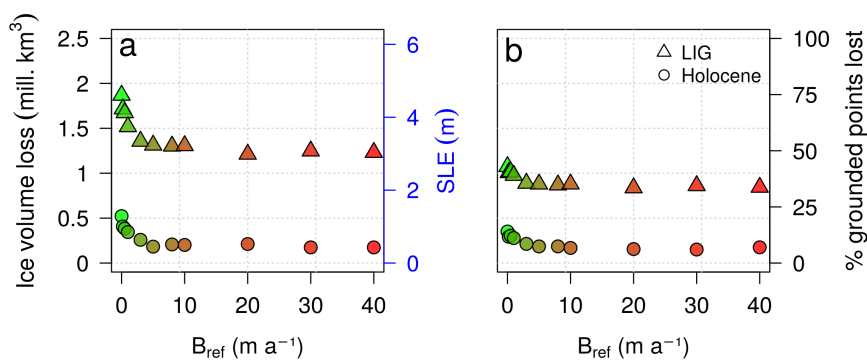 a
Ice volume loss (mill. km³)
2.5
2
1.5
1
0.5
0
6
4
2
0
SLE (m)
0 10 20 30 40
B_ref (m a⁻¹)
b
LIG
Holocene
100
75
50
25
0
% grounded points lost
0 10 20 30 40
B_ref (m a⁻¹)